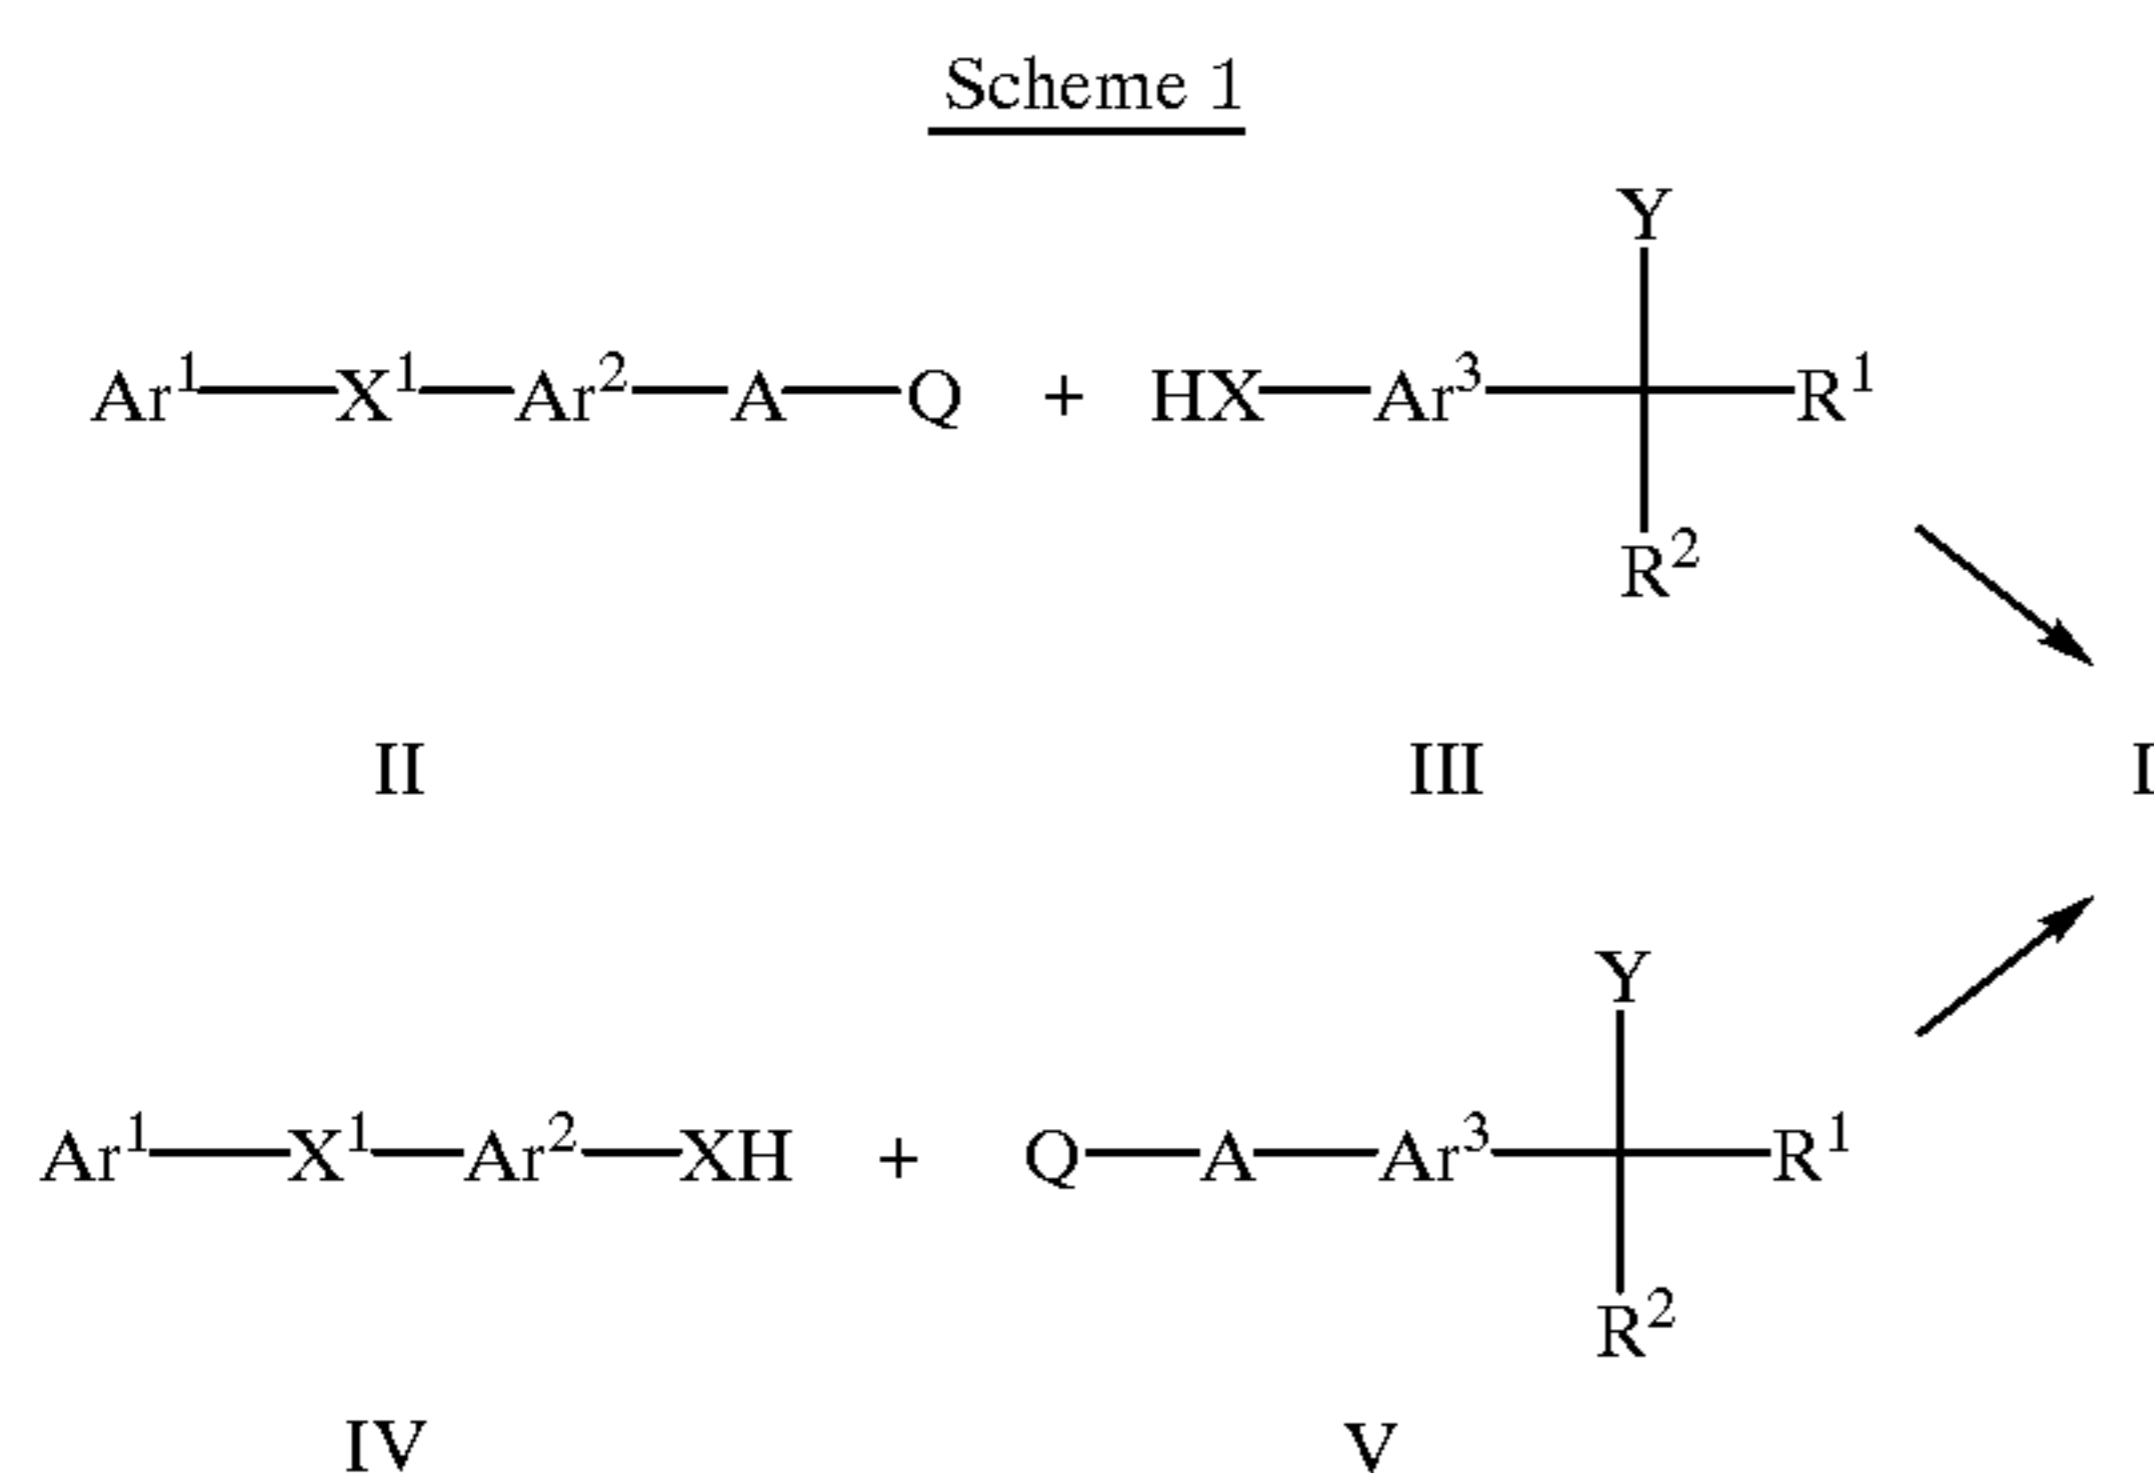 Scheme 1
Y
Ar¹—X¹—Ar²—A—Q + HX—Ar³—R¹
R²
II III I
Y
Ar¹—X¹—Ar²—XH + Q—A—Ar³—R¹
R²
IV V